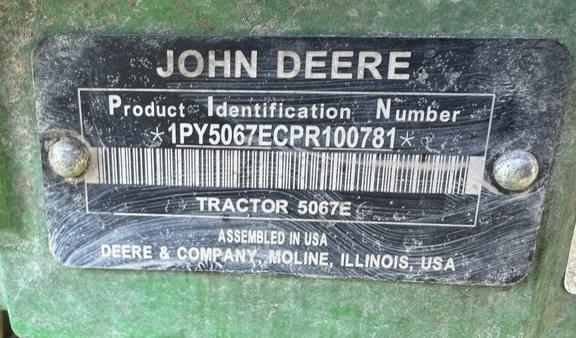 JOHN DEERE
Product Identification Number
*1PY5067ECPR100781*
TRACTOR 5067E
ASSEMBLED IN USA
DEERE & COMPANY, MOLINE, ILLINOIS, USA